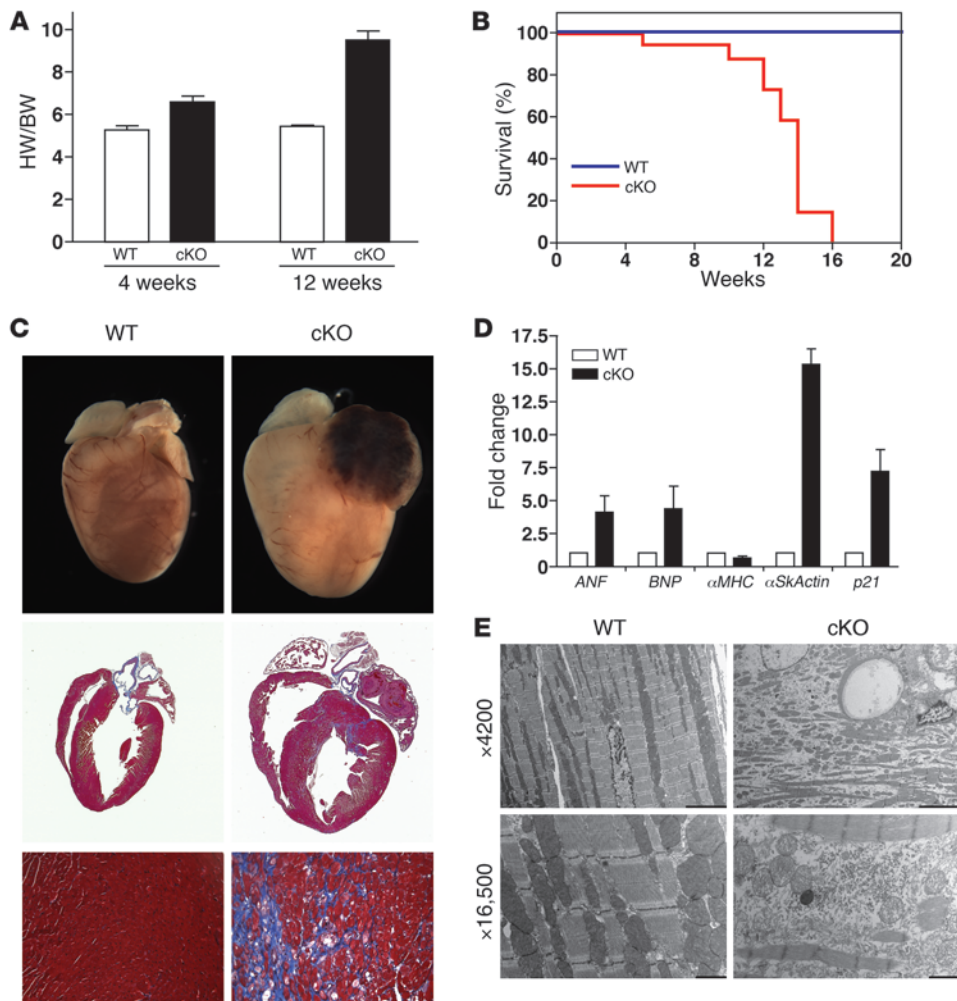 A
HW/BW
10
8
6
4
2
0
WT cKO WT cKO
4 weeks 12 weeks
B
Survival (%)
100
80
60
40
20
0
WT
cKO
0 4 8 12 16 20
Weeks
C
WT cKO
D
Fold change
17.5
15.0
12.5
10.0
7.5
5.0
2.5
0
WT
cKO
ANF BNP αMHC αSkActin p21
E
WT cKO
×4200
×16,500